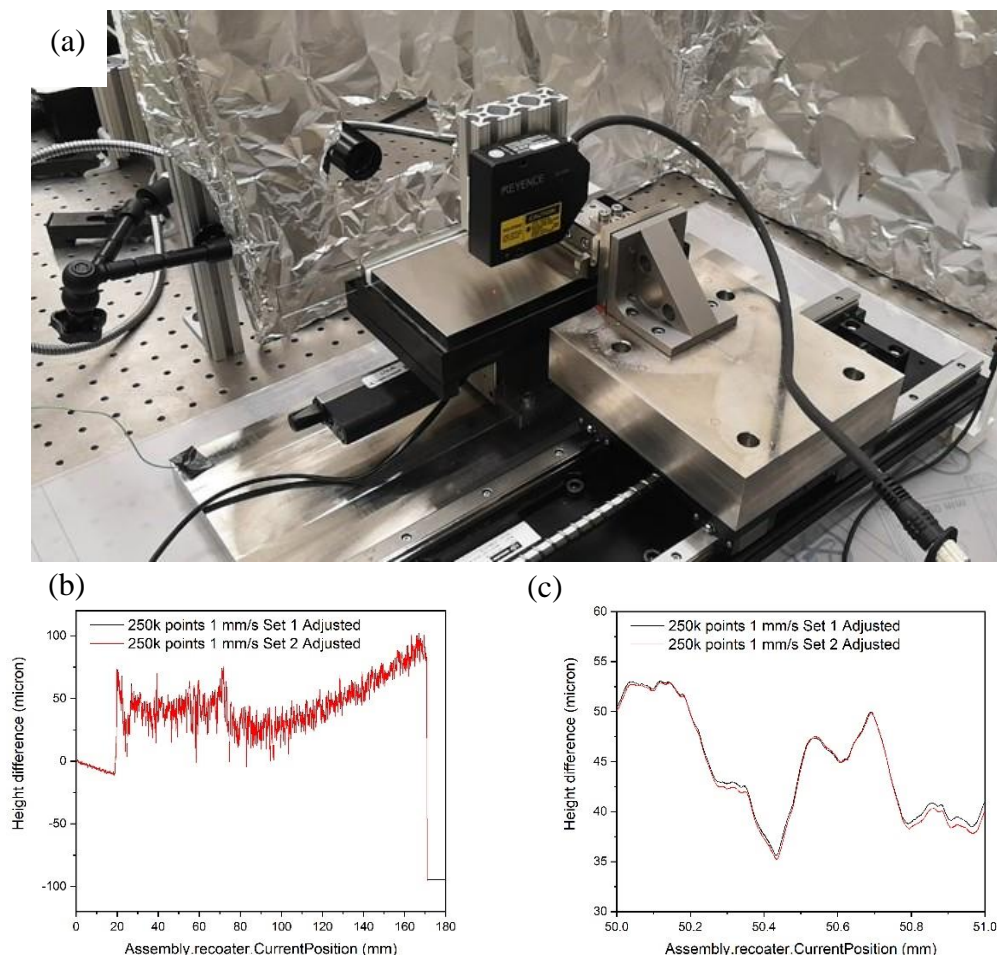 (a)
KEYENCE
(b)
250k points 1 mm/s Set 1 Adjusted
250k points 1 mm/s Set 2 Adjusted
Height difference (micron)
100
50
0
-50
-100
0 20 40 60 80 100 120 140 160 180
Assembly.recoater.CurrentPosition (mm)
(c)
250k points 1 mm/s Set 1 Adjusted
250k points 1 mm/s Set 2 Adjusted
Height difference (micron)
60
55
50
45
40
35
30
50.0 50.2 50.4 50.6 50.8 51.0
Assembly.recoater.CurrentPosition (mm)